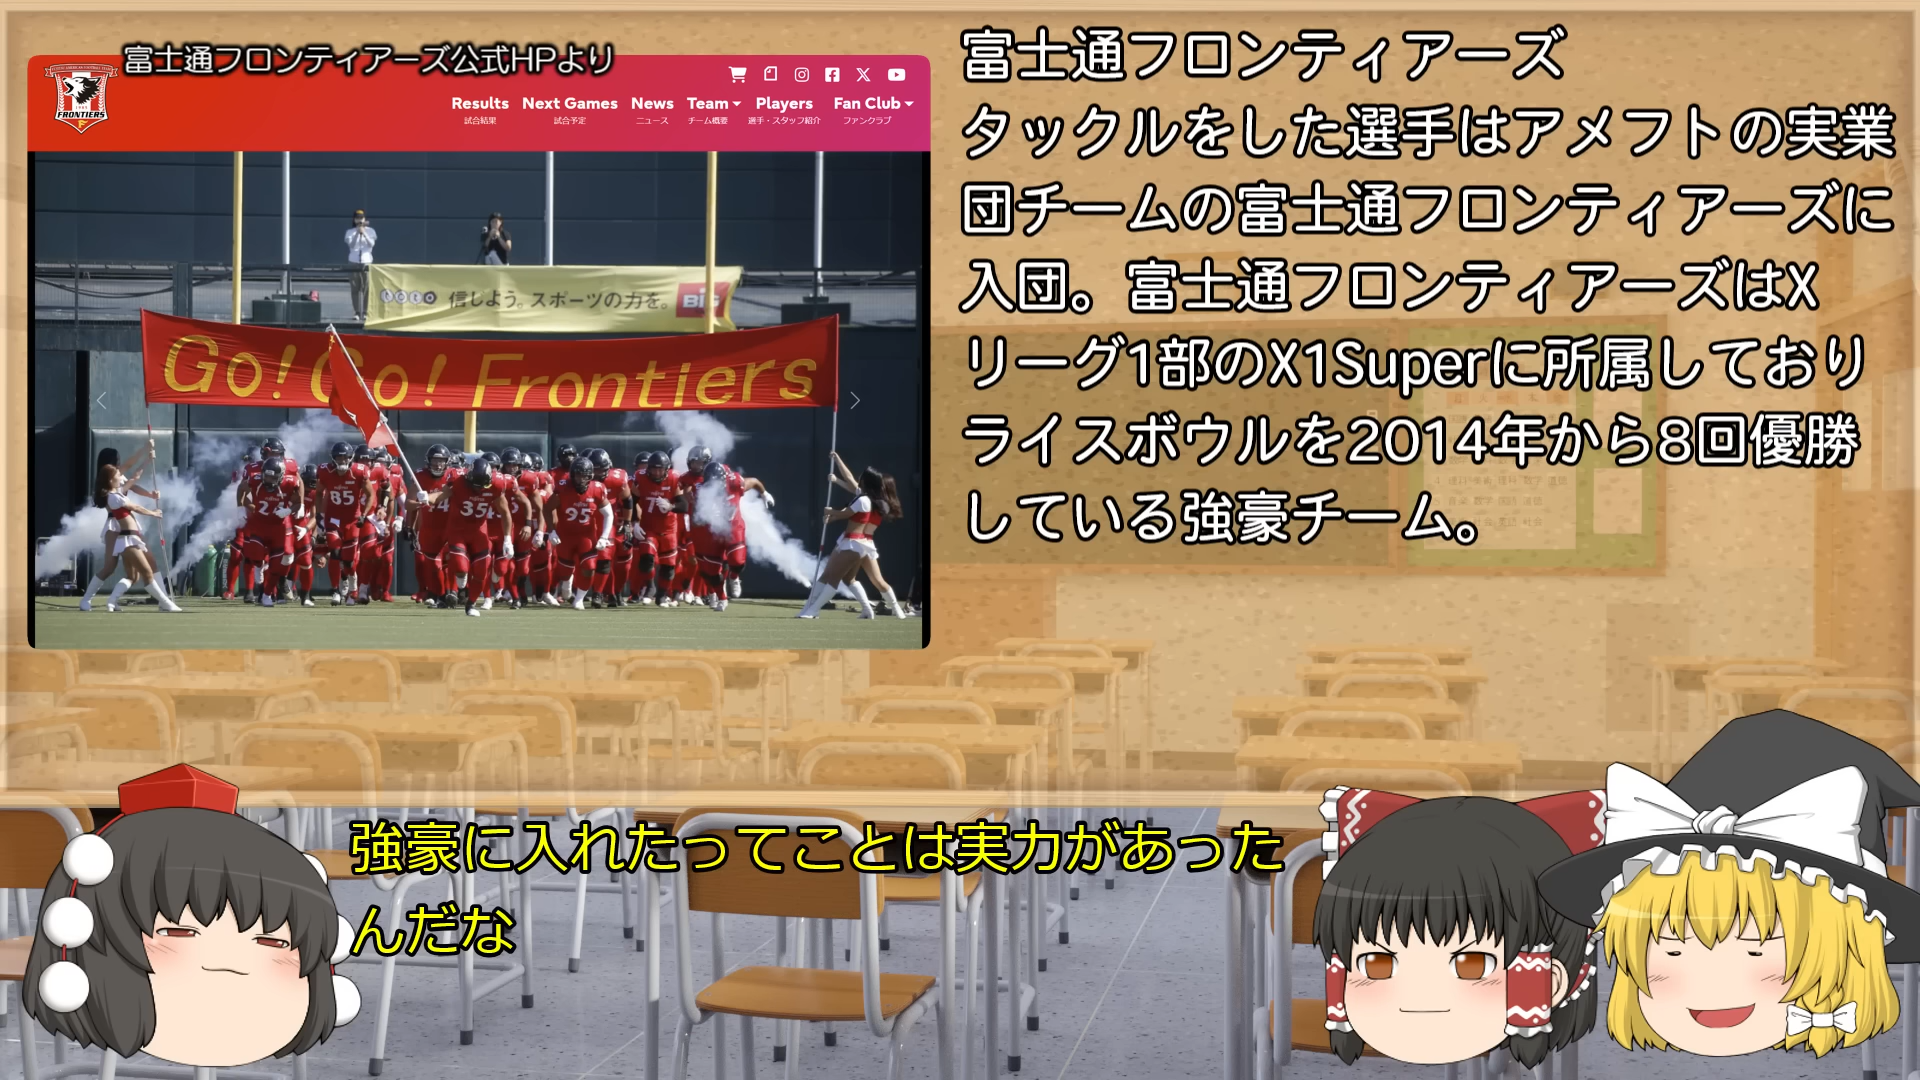 富士通フロンティアーズ公式HPより
FRONTIERS
Results
Next Games
News
Team
Players
Fan Club
試合結果
試合予定
ニュース
チーム概要
選手・スタッフ紹介
ファンクラブ
toto 信じよう。スポーツの力を。 BIG
Go! Go! Frontiers
85
35
95
富士通フロンティアーズ
タックルをした選手はアメフトの実業
団チームの富士通フロンティアーズに
入団。富士通フロンティアーズはX
リーグ1部のX1Superに所属しており
ライスボウルを2014年から8回優勝
している強豪チーム。
強豪に入れたってことは実力があった
んだな